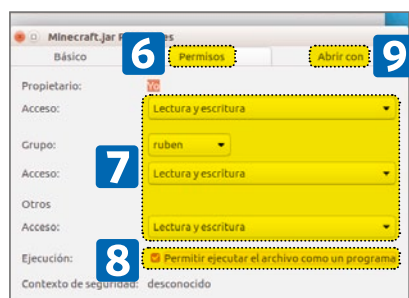 Minecraft.jar P es
Básico 6 Permisos Abrir con 9
Propietario: Yo
Acceso: Lectura y escritura
Grupo: ruben
7
Acceso: Lectura y escritura
Otros
Acceso: Lectura y escritura
Ejecución: 8 Permitir ejecutar el archivo como un programa
Contexto de seguridad: desconocido